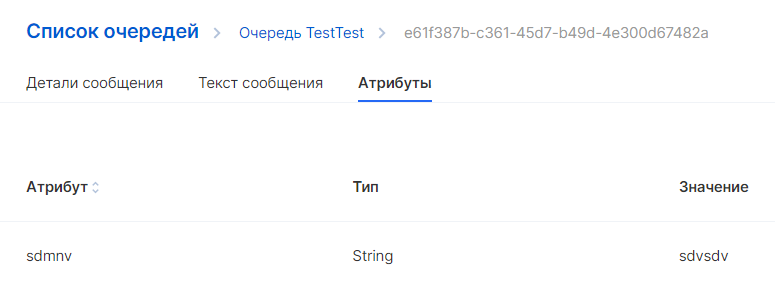 Список очередей > Очередь TestTest > e61f387b-c361-45d7-b49d-4e300d67482a
Детали сообщения Текст сообщения Атрибуты
Атрибут Тип Значение
sdmnv String sdvsdv